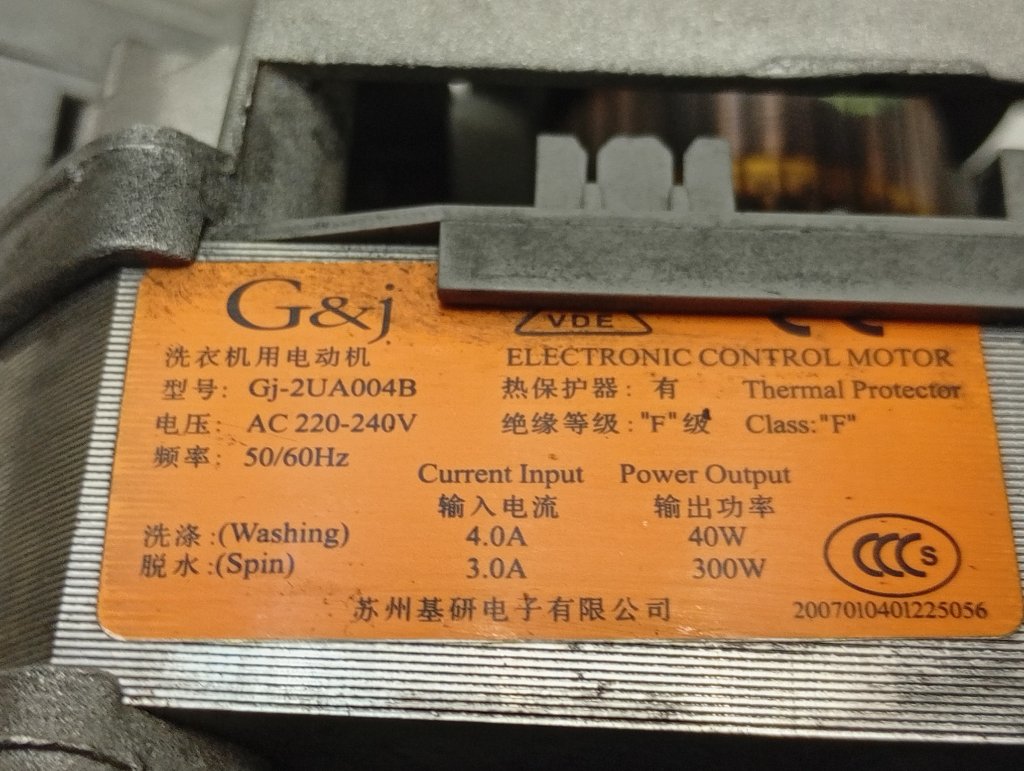 G&j
VDE
洗衣机用电动机
ELECTRONIC CONTROL MOTOR
型号: Gj-2UA004B
热保护器: 有 Thermal Protector
电压: AC 220-240V
绝缘等级:"F"级 Class:"F"
频率: 50/60Hz
Current Input Power Output
输入电流 输出功率
洗涤:(Washing) 4.0A 40W
脱水:(Spin) 3.0A 300W
CCC S
苏州基研电子有限公司
2007010401225056